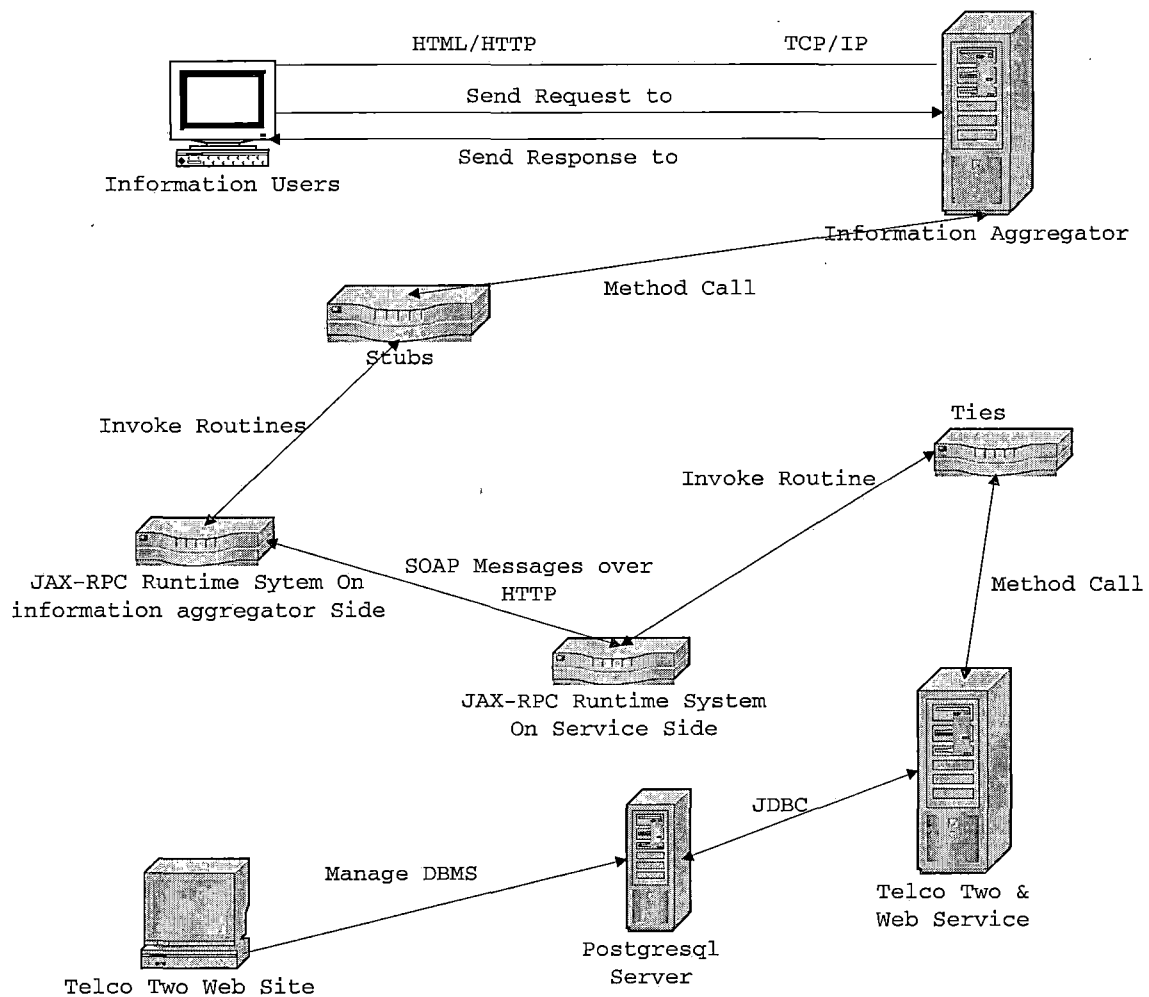 HTML/HTTP
TCP/IP
Send Request to
Send Response to
Information Users
Information Aggregator
Method Call
Stubs
Invoke Routines
Ties
Invoke Routine
SOAP Messages over
HTTP
JAX-RPC Runtime Sytem On
information aggregator Side
Method Call
JAX-RPC Runtime System
On Service Side
JDBC
Manage DBMS
Telco Two &
Web Service
Postgresql
Server
Telco Two Web Site